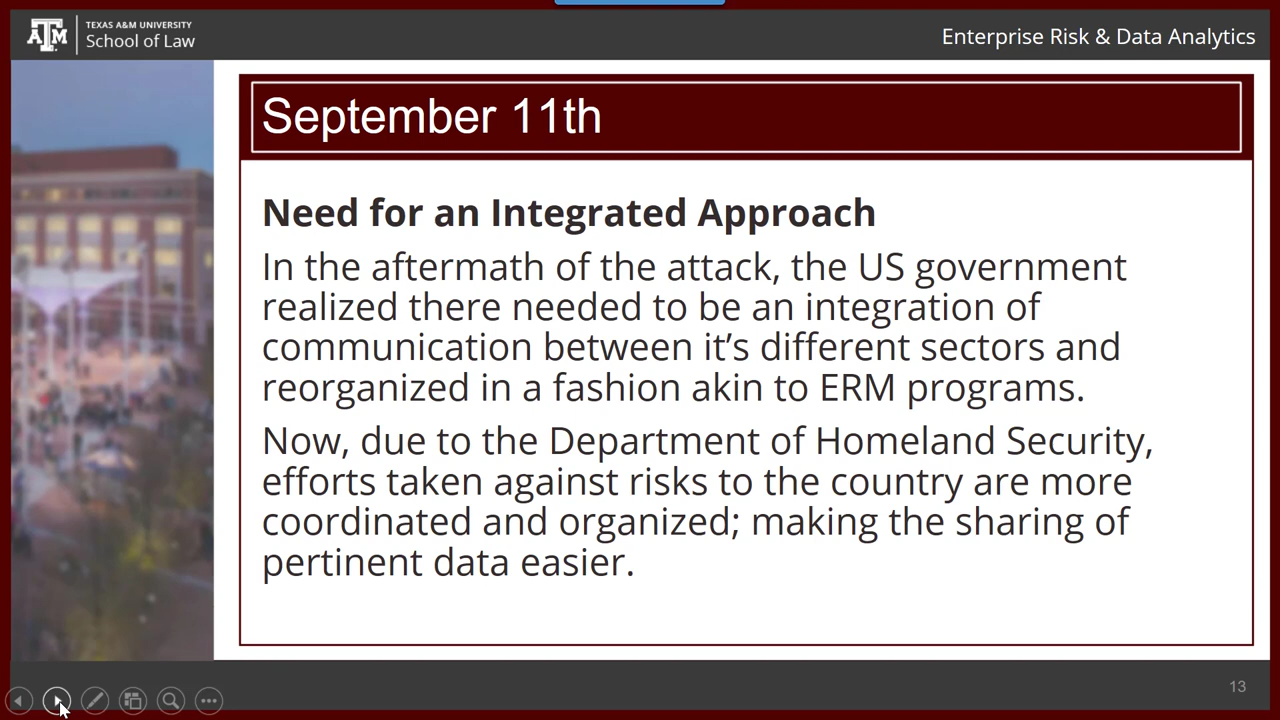 TEXAS A&M UNIVERSITY
School of Law
Enterprise Risk & Data Analytics
September 11th
Need for an Integrated Approach
In the aftermath of the attack, the US government
realized there needed to be an integration of
communication between it’s different sectors and
reorganized in a fashion akin to ERM programs.
Now, due to the Department of Homeland Security,
efforts taken against risks to the country are more
coordinated and organized; making the sharing of
pertinent data easier.
13